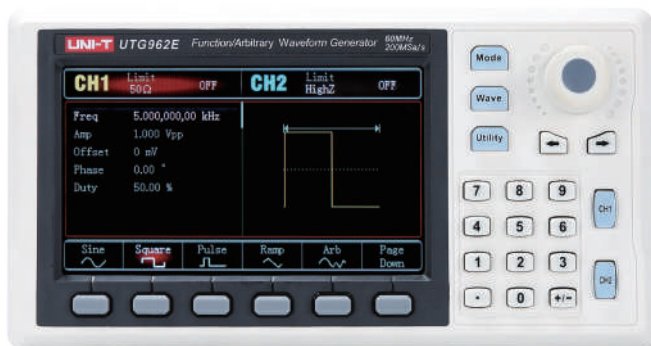 UNI-T UTG962E Function/Arbitrary Waveform Generator 60MHz 200MSa/s
CH1 Limit 50Ω OFF CH2 Limit HighZ OFF
Freq 5.000,000,00 kHz
Amp 1.000 Vpp
Offset 0 mV
Phase 0.00 °
Duty 50.00 %
Sine Square Pulse Ramp Arb Page Down
Mode
Wave
Utility
7 8 9
CH1
4 5 6
1 2 3
CH2
. 0 +/-